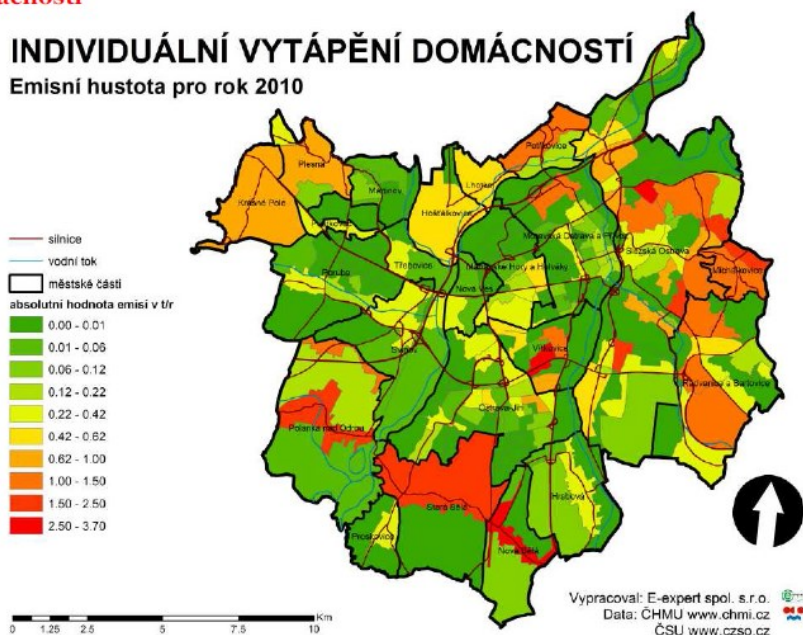 INDIVIDUÁLNÍ VYTÁPĚNÍ DOMÁCNOSTÍ
Emisní hustota pro rok 2010
Petřkovice
Plesná
Lhotka
Krásné Pole
Martinov
Hošťálkovice
Pustkovec
Moravská Ostrava a Přívoz
Slezská Ostrava
Poruba
Třebovice
Mariánské Hory a Hulváky
Michálkovice
Nová Ves
Svinov
Vítkovice
Radvanice a Bartovice
Polanka nad Odrou
Ostrava-Jih
Stará Bělá
Hrabová
Proskovice
Nová Bělá
silnice
vodní tok
městské části
absolutní hodnota emisí v t/r
0.00 - 0.01
0.01 - 0.06
0.06 - 0.12
0.12 - 0.22
0.22 - 0.42
0.42 - 0.62
0.62 - 1.00
1.00 - 1.50
1.50 - 2.50
2.50 - 3.70
Km
0 1.25 2.5 5 7.5 10
Vypracoval: E-expert spol. s.r.o.
Data: ČHMU www.chmi.cz
ČSU www.czso.cz